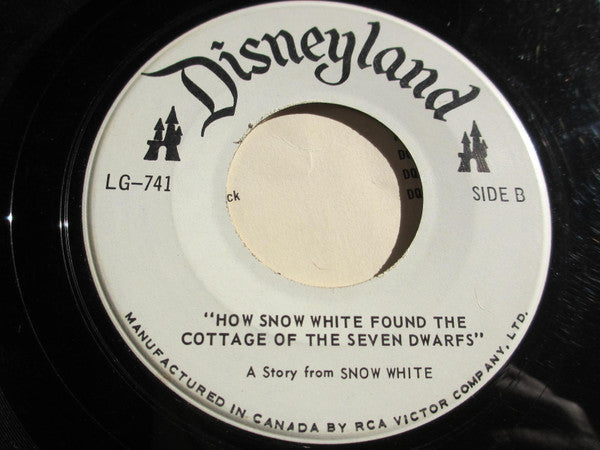 Disneyland
LG-741
SIDE B
ck
"HOW SNOW WHITE FOUND THE
COTTAGE OF THE SEVEN DWARFS"
A Story from SNOW WHITE
MANUFACTURED IN CANADA BY RCA VICTOR COMPANY, LTD.